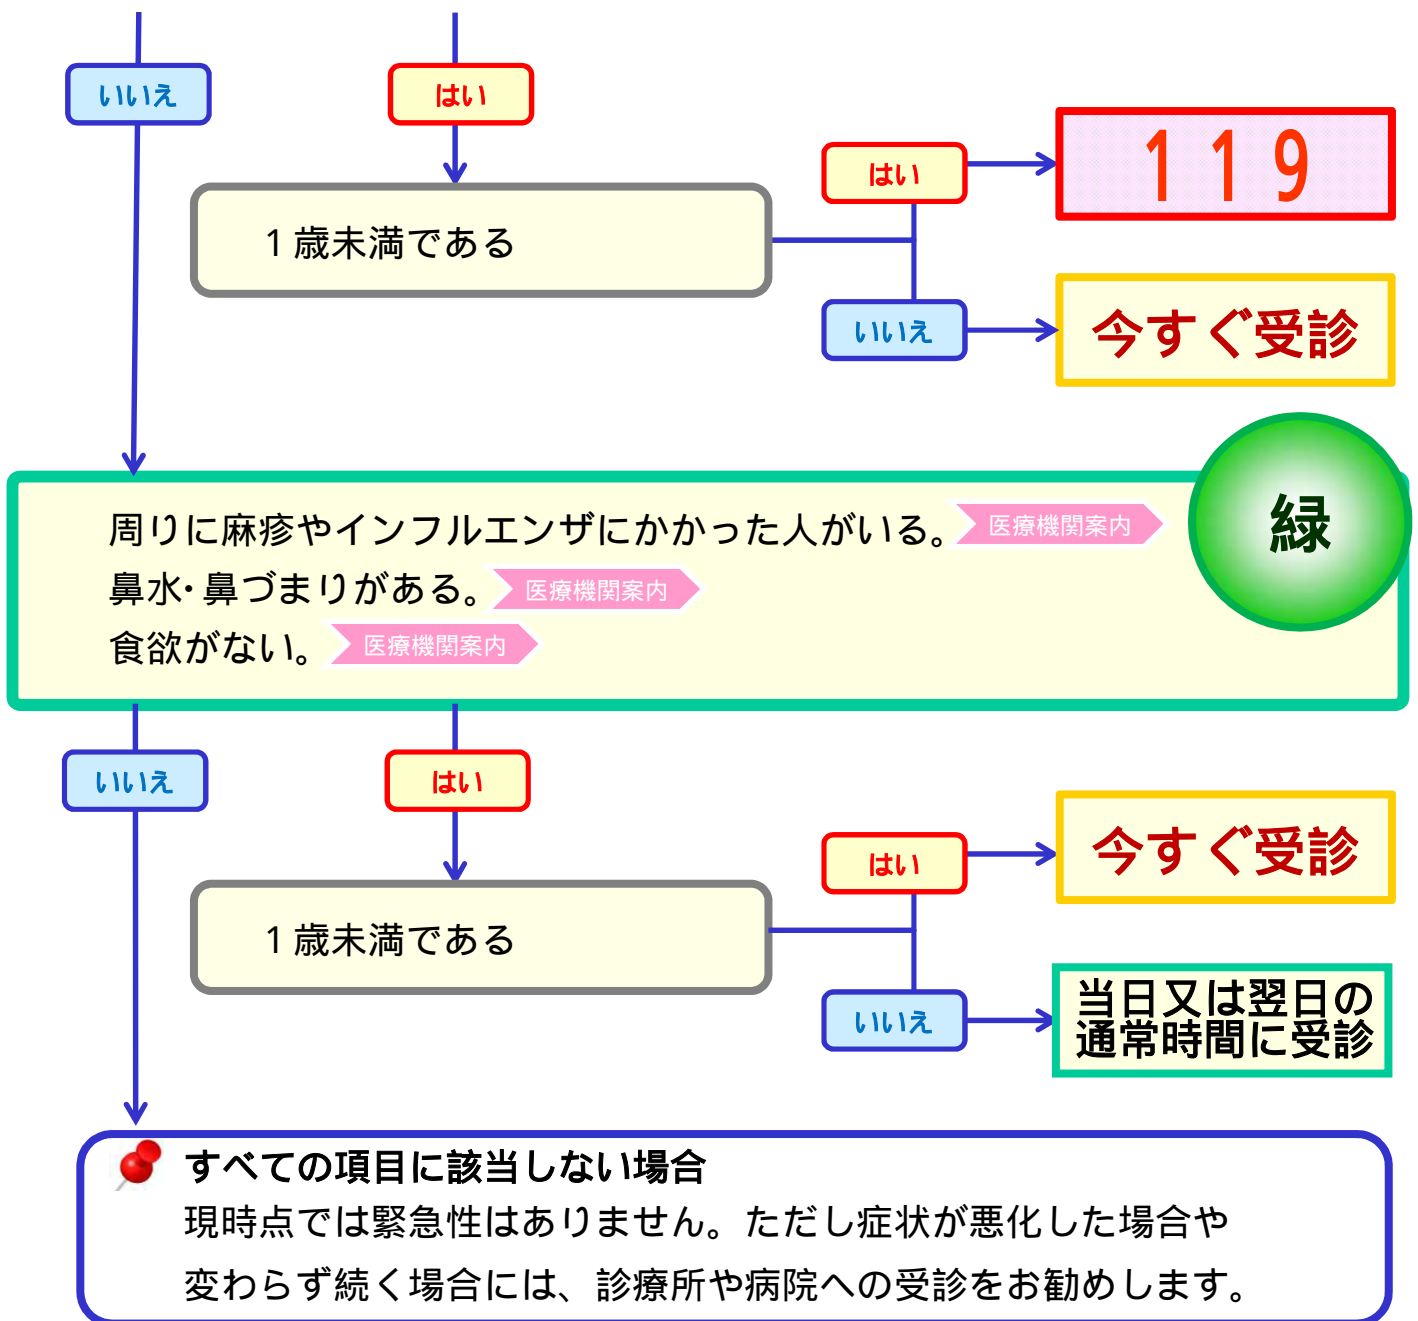 いいえ
はい
はい
１１９
１歳未満である
いいえ
今すぐ受診
緑
周りに麻疹やインフルエンザにかかった人がいる。 医療機関案内
鼻水・鼻づまりがある。 医療機関案内
食欲がない。 医療機関案内
いいえ
はい
はい
今すぐ受診
１歳未満である
いいえ
当日又は翌日の
通常時間に受診
すべての項目に該当しない場合
現時点では緊急性はありません。ただし症状が悪化した場合や
変わらず続く場合には、診療所や病院への受診をお勧めします。